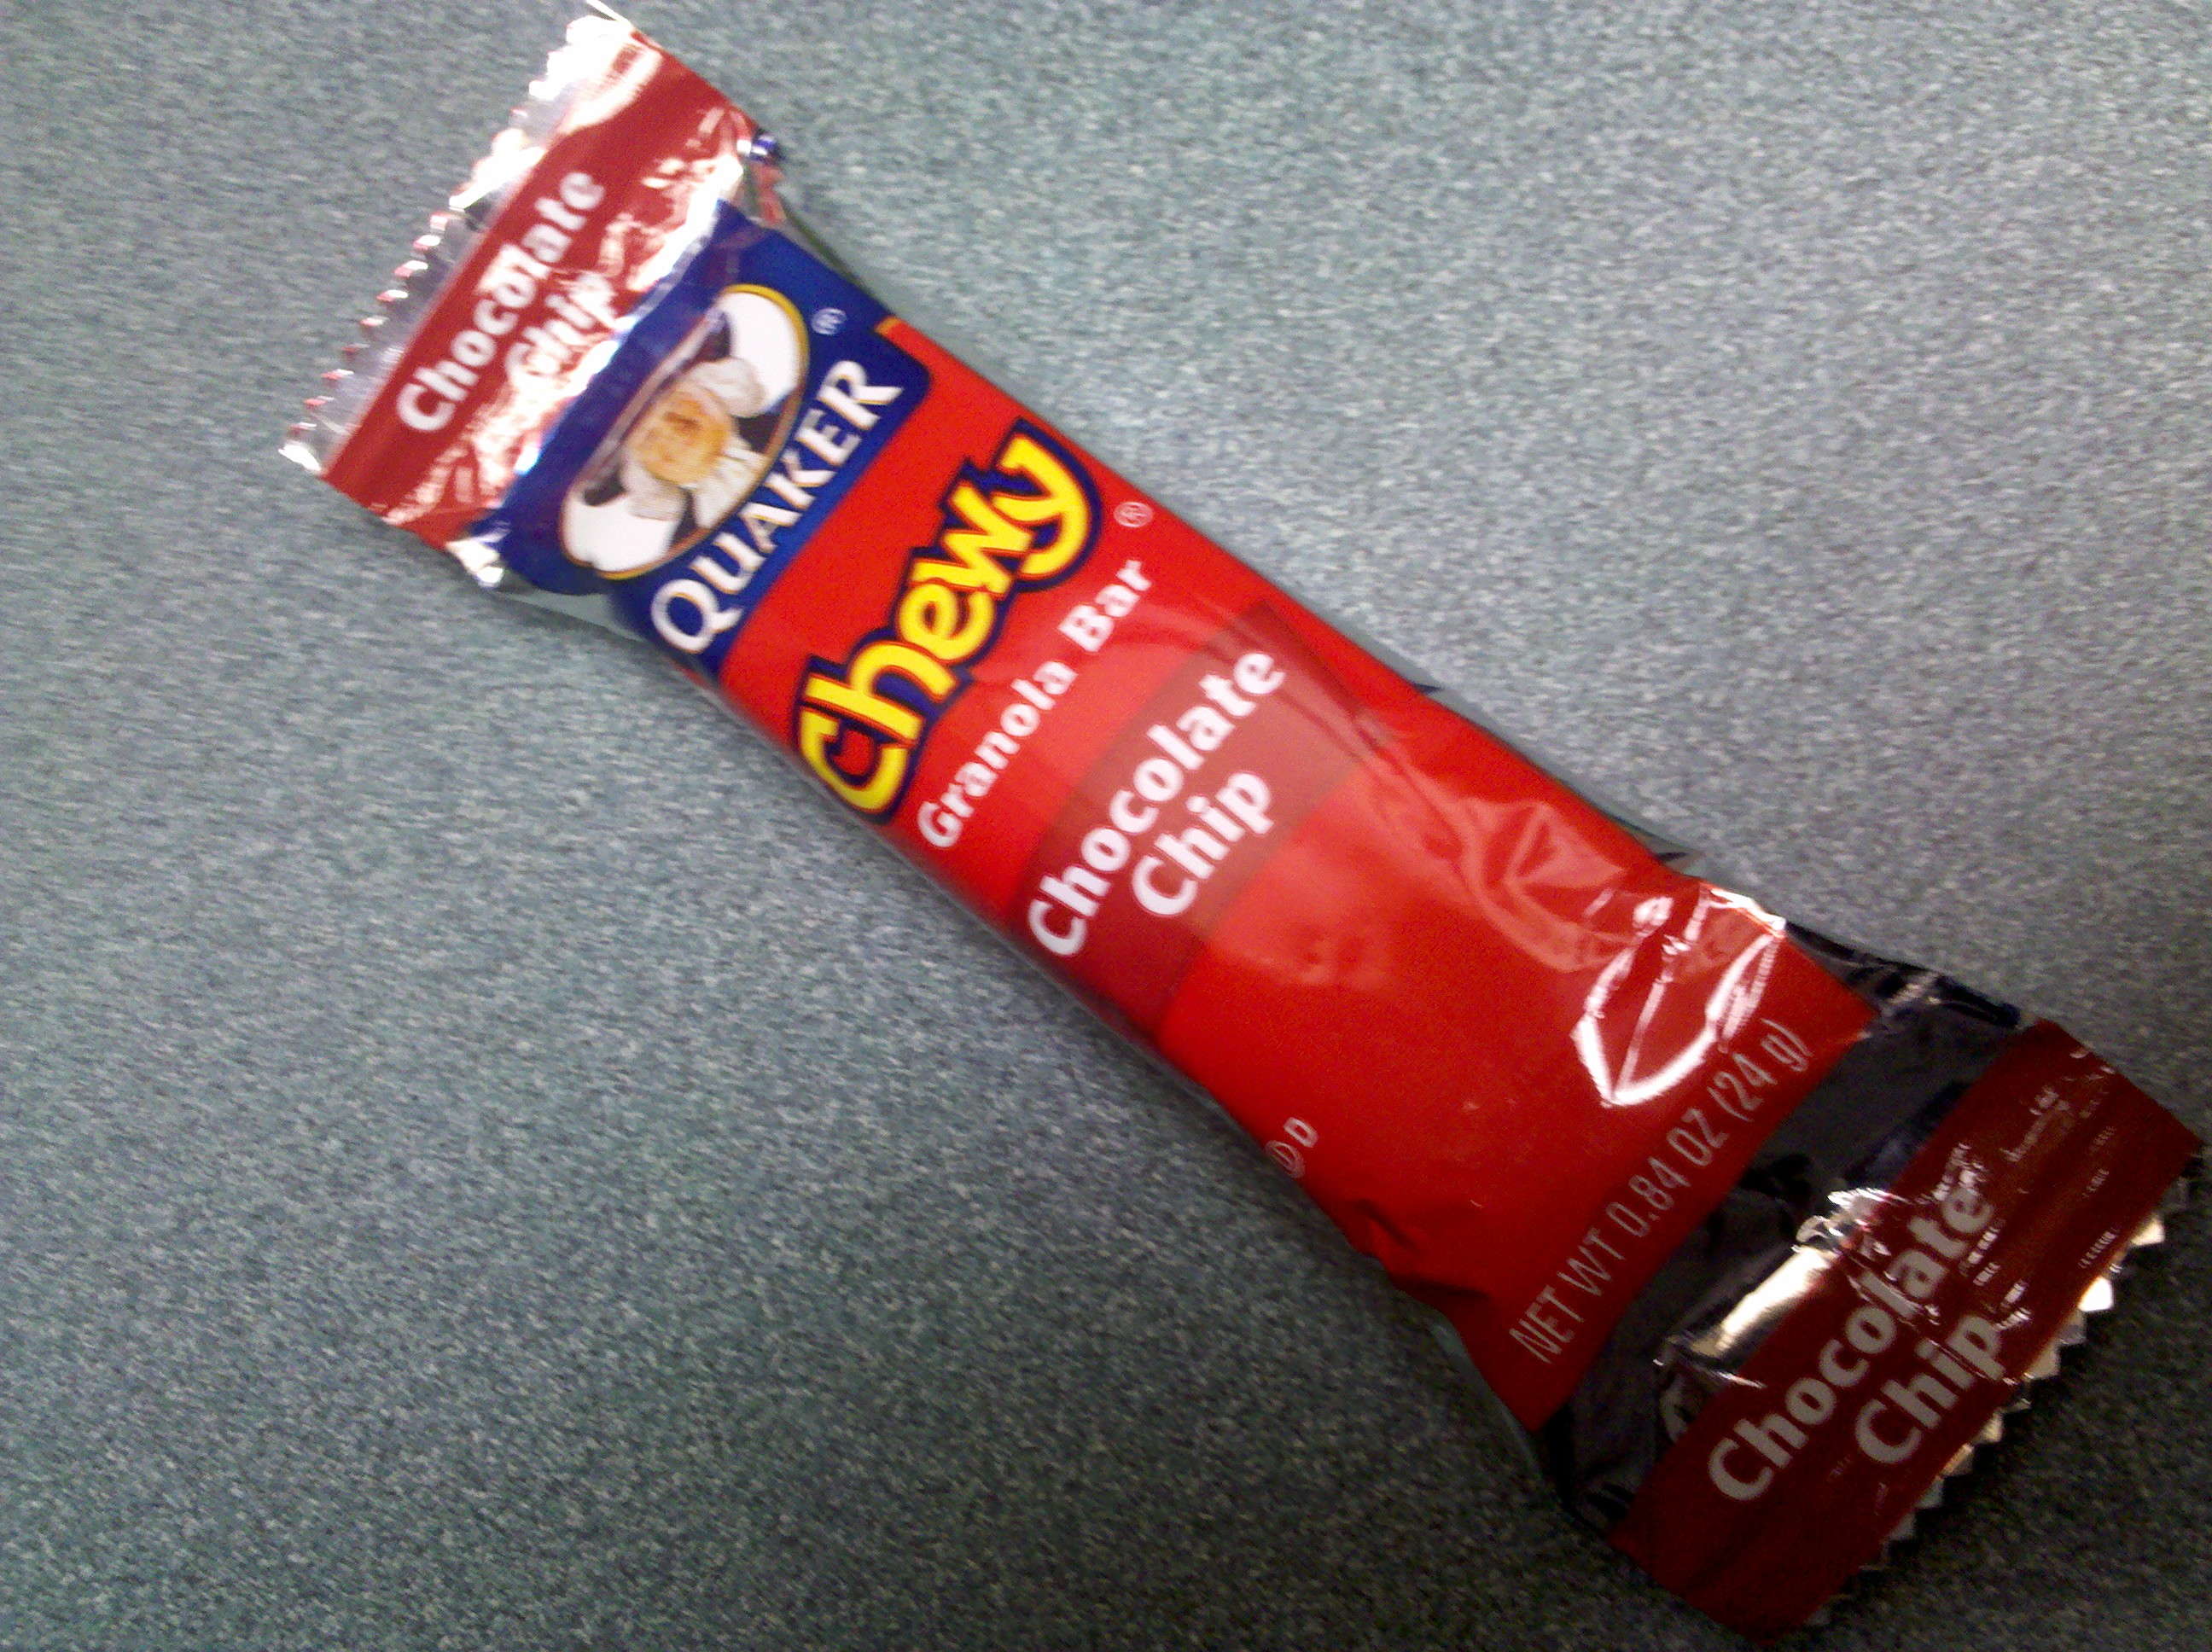 Chocolate
Chip
®
QUAKER
Chewy®
Granola Bar
Chocolate
Chip
Ⓤ D
NET WT 0.84 OZ (24 g)
Chocolate
Chip